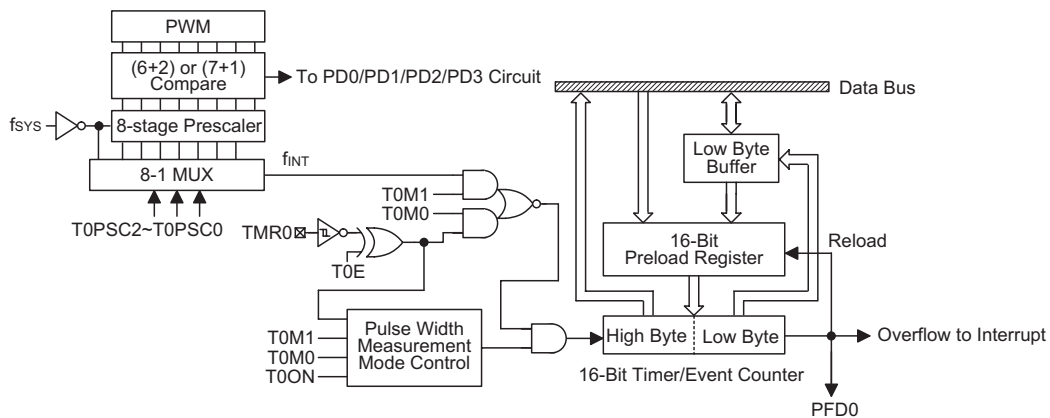 PWM
(6+2) or (7+1)
Compare
To PD0/PD1/PD2/PD3 Circuit
fSYS
8-stage Prescaler
8-1 MUX
fINT
T0PSC2~T0PSC0
T0M1
T0M0
TMR0
T0E
T0M1
T0M0
T0ON
Pulse Width
Measurement
Mode Control
Data Bus
Low Byte
Buffer
16-Bit
Preload Register
Reload
High Byte
Low Byte
Overflow to Interrupt
16-Bit Timer/Event Counter
PFD0